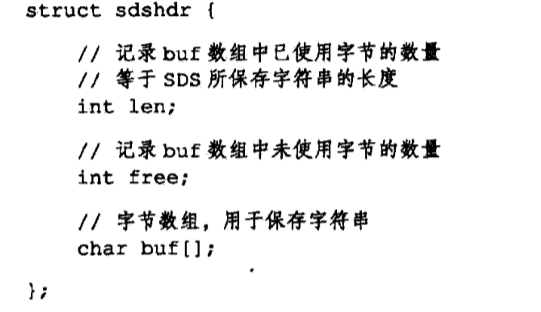 struct sdshdr {
// 记录 buf 数组中已使用字节的数量
// 等于 SDS 所保存字符串的长度
int len;
// 记录 buf 数组中未使用字节的数量
int free;
// 字节数组，用于保存字符串
char buf[];
};